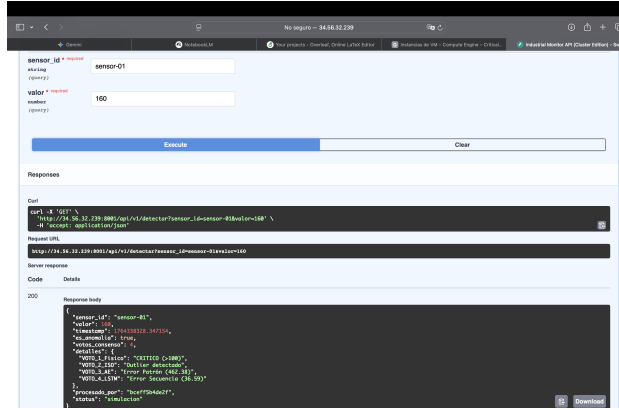 No seguro — 34.56.32.239
Gemini
NotebookLM
Your projects - Overleaf, Online LaTeX Editor
Instancias de VM – Compute Engine – Critical...
Industrial Monitor API (Cluster Edition) – Sw
sensor_id * required
string
(query)
sensor-01
valor * required
number
(query)
160
Execute
Clear
Responses
Curl
curl -X 'GET' \
'http://34.56.32.239:8001/api/v1/detectar?sensor_id=sensor-01&valor=160' \
-H 'accept: application/json'
Request URL
http://34.56.32.239:8001/api/v1/detectar?sensor_id=sensor-01&valor=160
Server response
Code
Details
200
Response body
{
"sensor_id": "sensor-01",
"valor": 160,
"timestamp": 1764338328.347154,
"es_anomalia": true,
"votos_consenso": 4,
"detalles": {
"VOTO_1_Fisico": "CRITICO (>100)",
"VOTO_2_ISO": "Outlier detectado",
"VOTO_3_AE": "Error Patrón (462.38)",
"VOTO_4_LSTM": "Error Secuencia (36.59)"
},
"procesado_por": "bceff5b4de2f",
"status": "simulacion"
}
Download